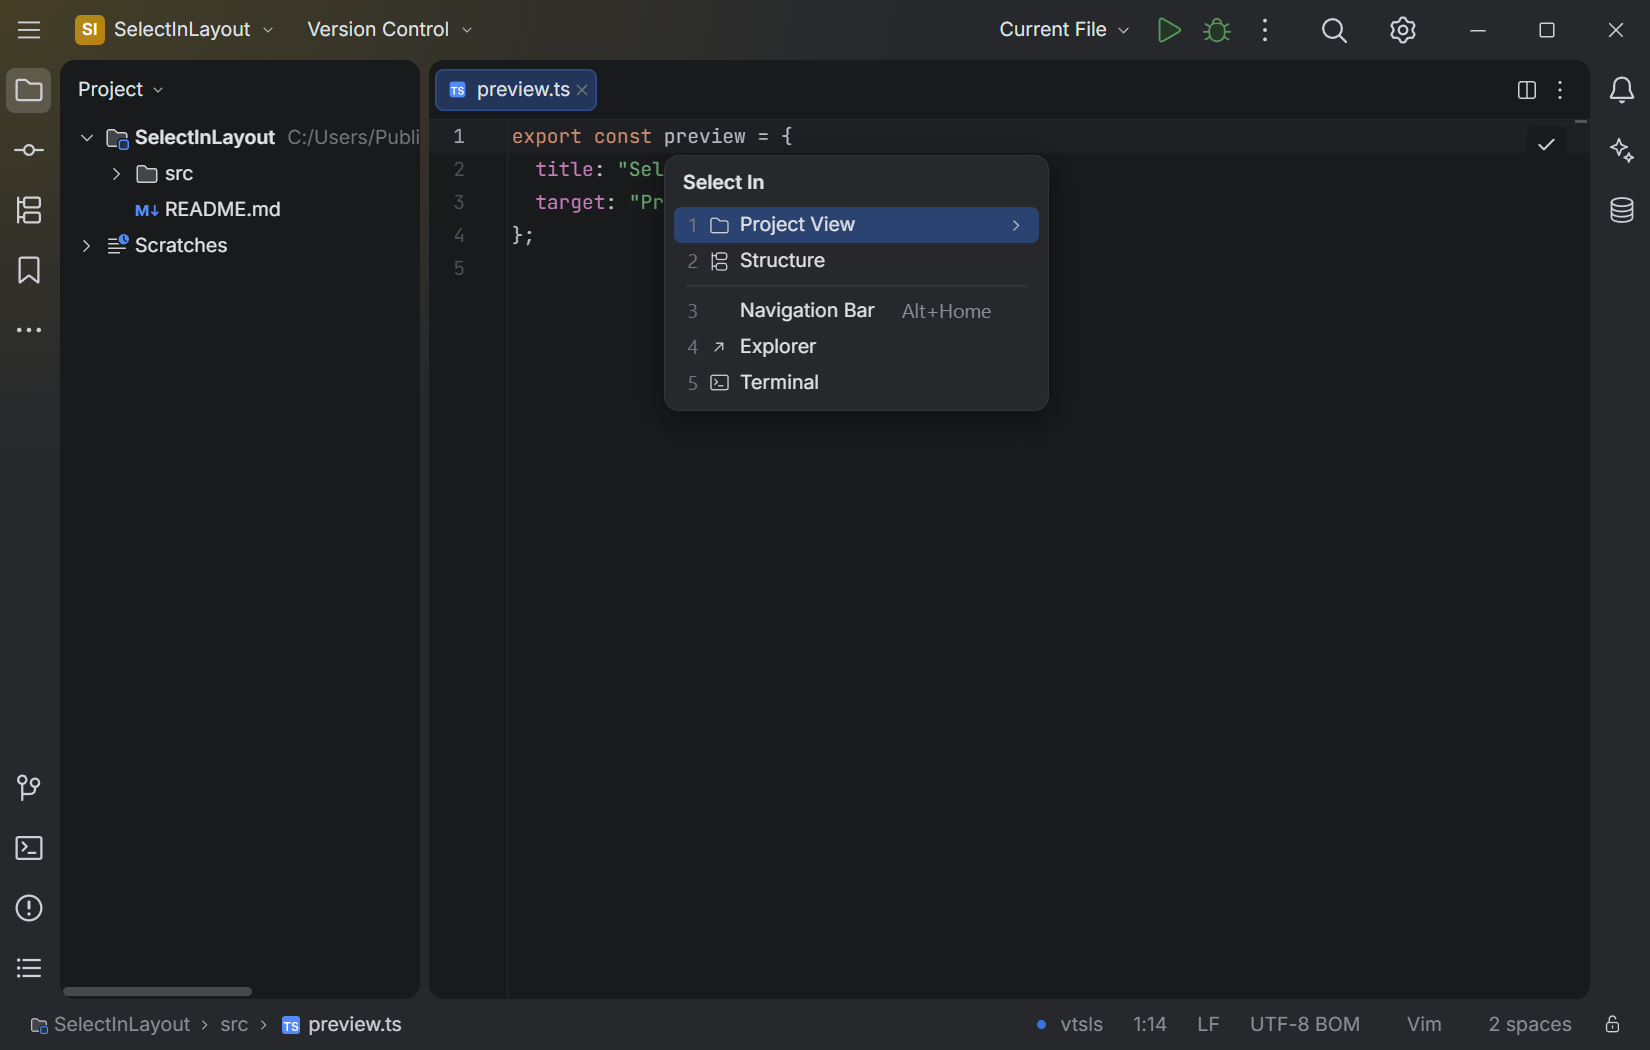 SI SelectInLayout Version Control Current File
Project
preview.ts
SelectInLayout C:/Users/Publi
src
README.md
Scratches
1 export const preview = {
2 title: "Sel
3 target: "Pr
4 };
5
Select In
1 Project View
2 Structure
3 Navigation Bar Alt+Home
4 Explorer
5 Terminal
SelectInLayout › src › TS preview.ts vtsls 1:14 LF UTF-8 BOM Vim 2 spaces